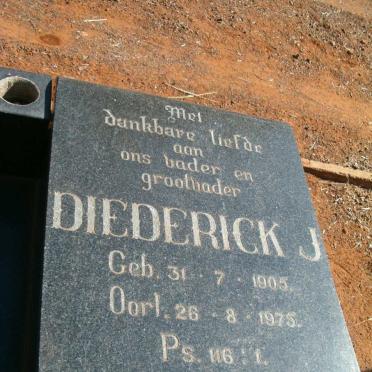 Met
dankbare liefde
aan
ons vader en
grootvader
DIEDERICK J.
Geb. 31 · 7 · 1905.
Oorl. 26 · 8 · 1975.
Ps. 116 : 1.